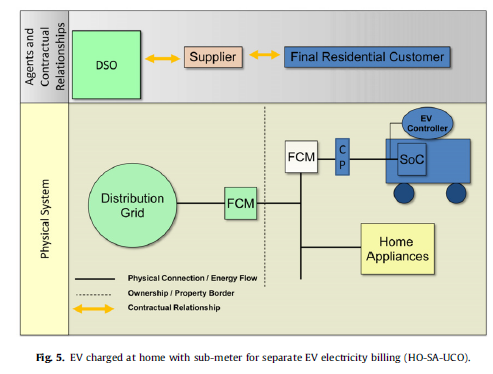 Agents and
Contractual
Relationships
DSO
Supplier
Final Residential Customer
Physical System
EV
Controller
FCM
C
P
SoC
Distribution
Grid
FCM
Home
Appliances
Physical Connection / Energy Flow
Ownership / Property Border
Contractual Relationship
Fig. 5. EV charged at home with sub-meter for separate EV electricity billing (HO-SA-UCO).